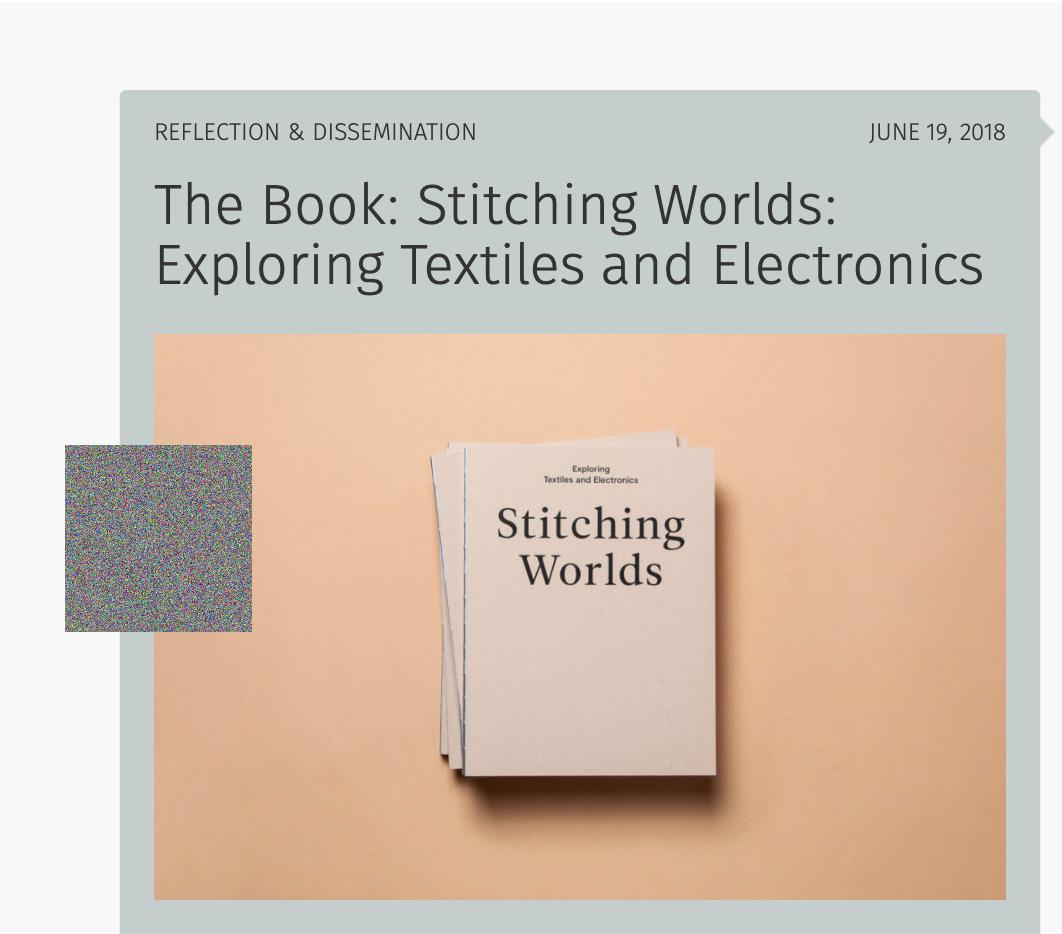 REFLECTION & DISSEMINATION
JUNE 19, 2018
The Book: Stitching Worlds:
Exploring Textiles and Electronics
Exploring
Textiles and Electronics
Stitching
Worlds